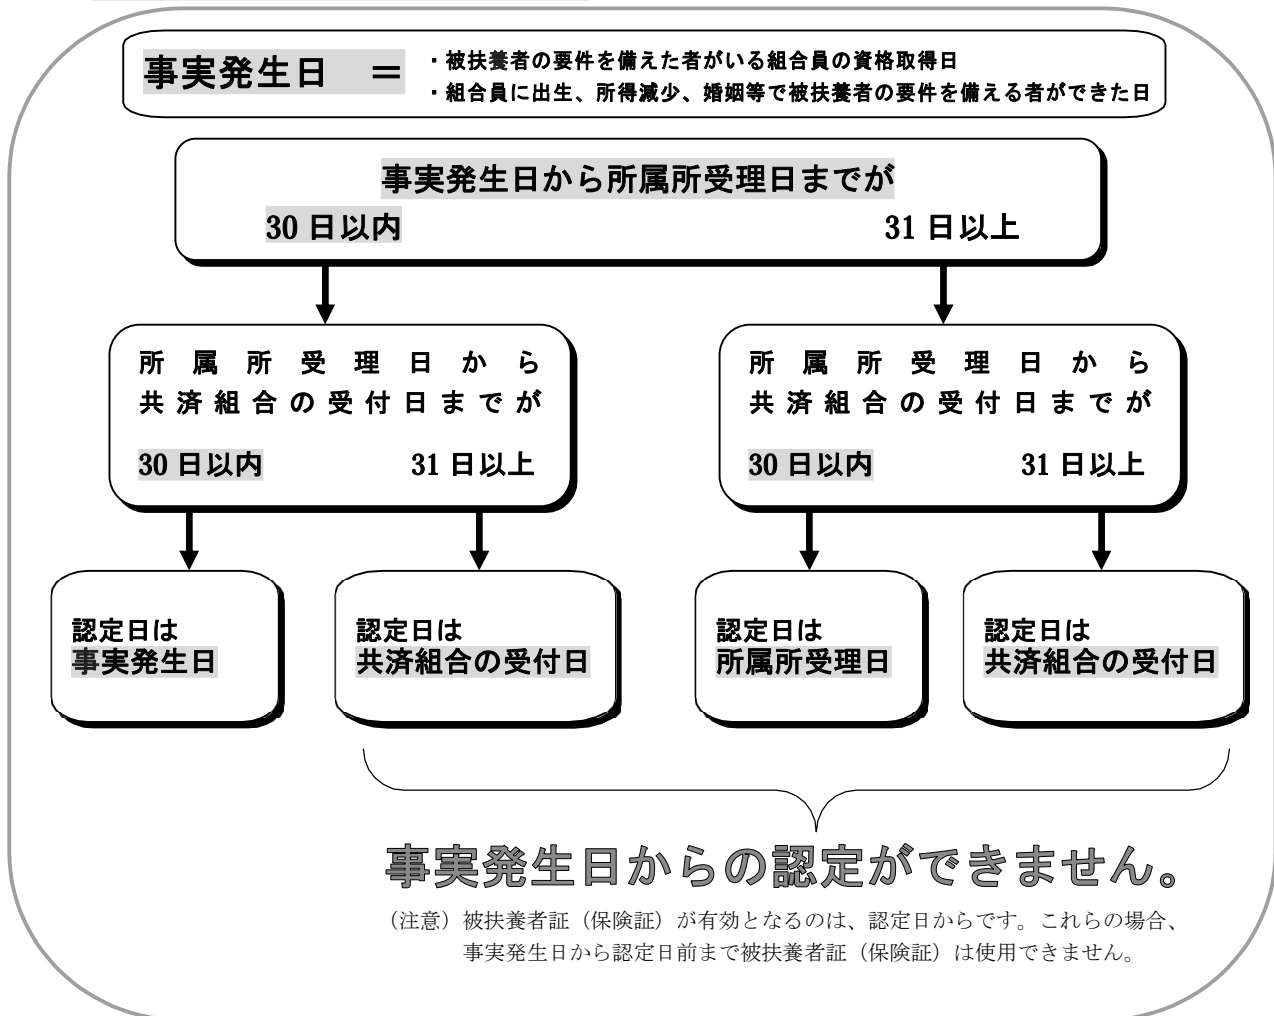 事実発生日　＝
・被扶養者の要件を備えた者がいる組合員の資格取得日
・組合員に出生、所得減少、婚姻等で被扶養者の要件を備える者ができた日
事実発生日から所属所受理日までが
30 日以内　31 日以上
所属所受理日から
共済組合の受付日までが
30 日以内　31 日以上
所属所受理日から
共済組合の受付日までが
30 日以内　31 日以上
認定日は
事実発生日
認定日は
共済組合の受付日
認定日は
所属所受理日
認定日は
共済組合の受付日
事実発生日からの認定ができません。
（注意）被扶養者証（保険証）が有効となるのは、認定日からです。これらの場合、
事実発生日から認定日前まで被扶養者証（保険証）は使用できません。